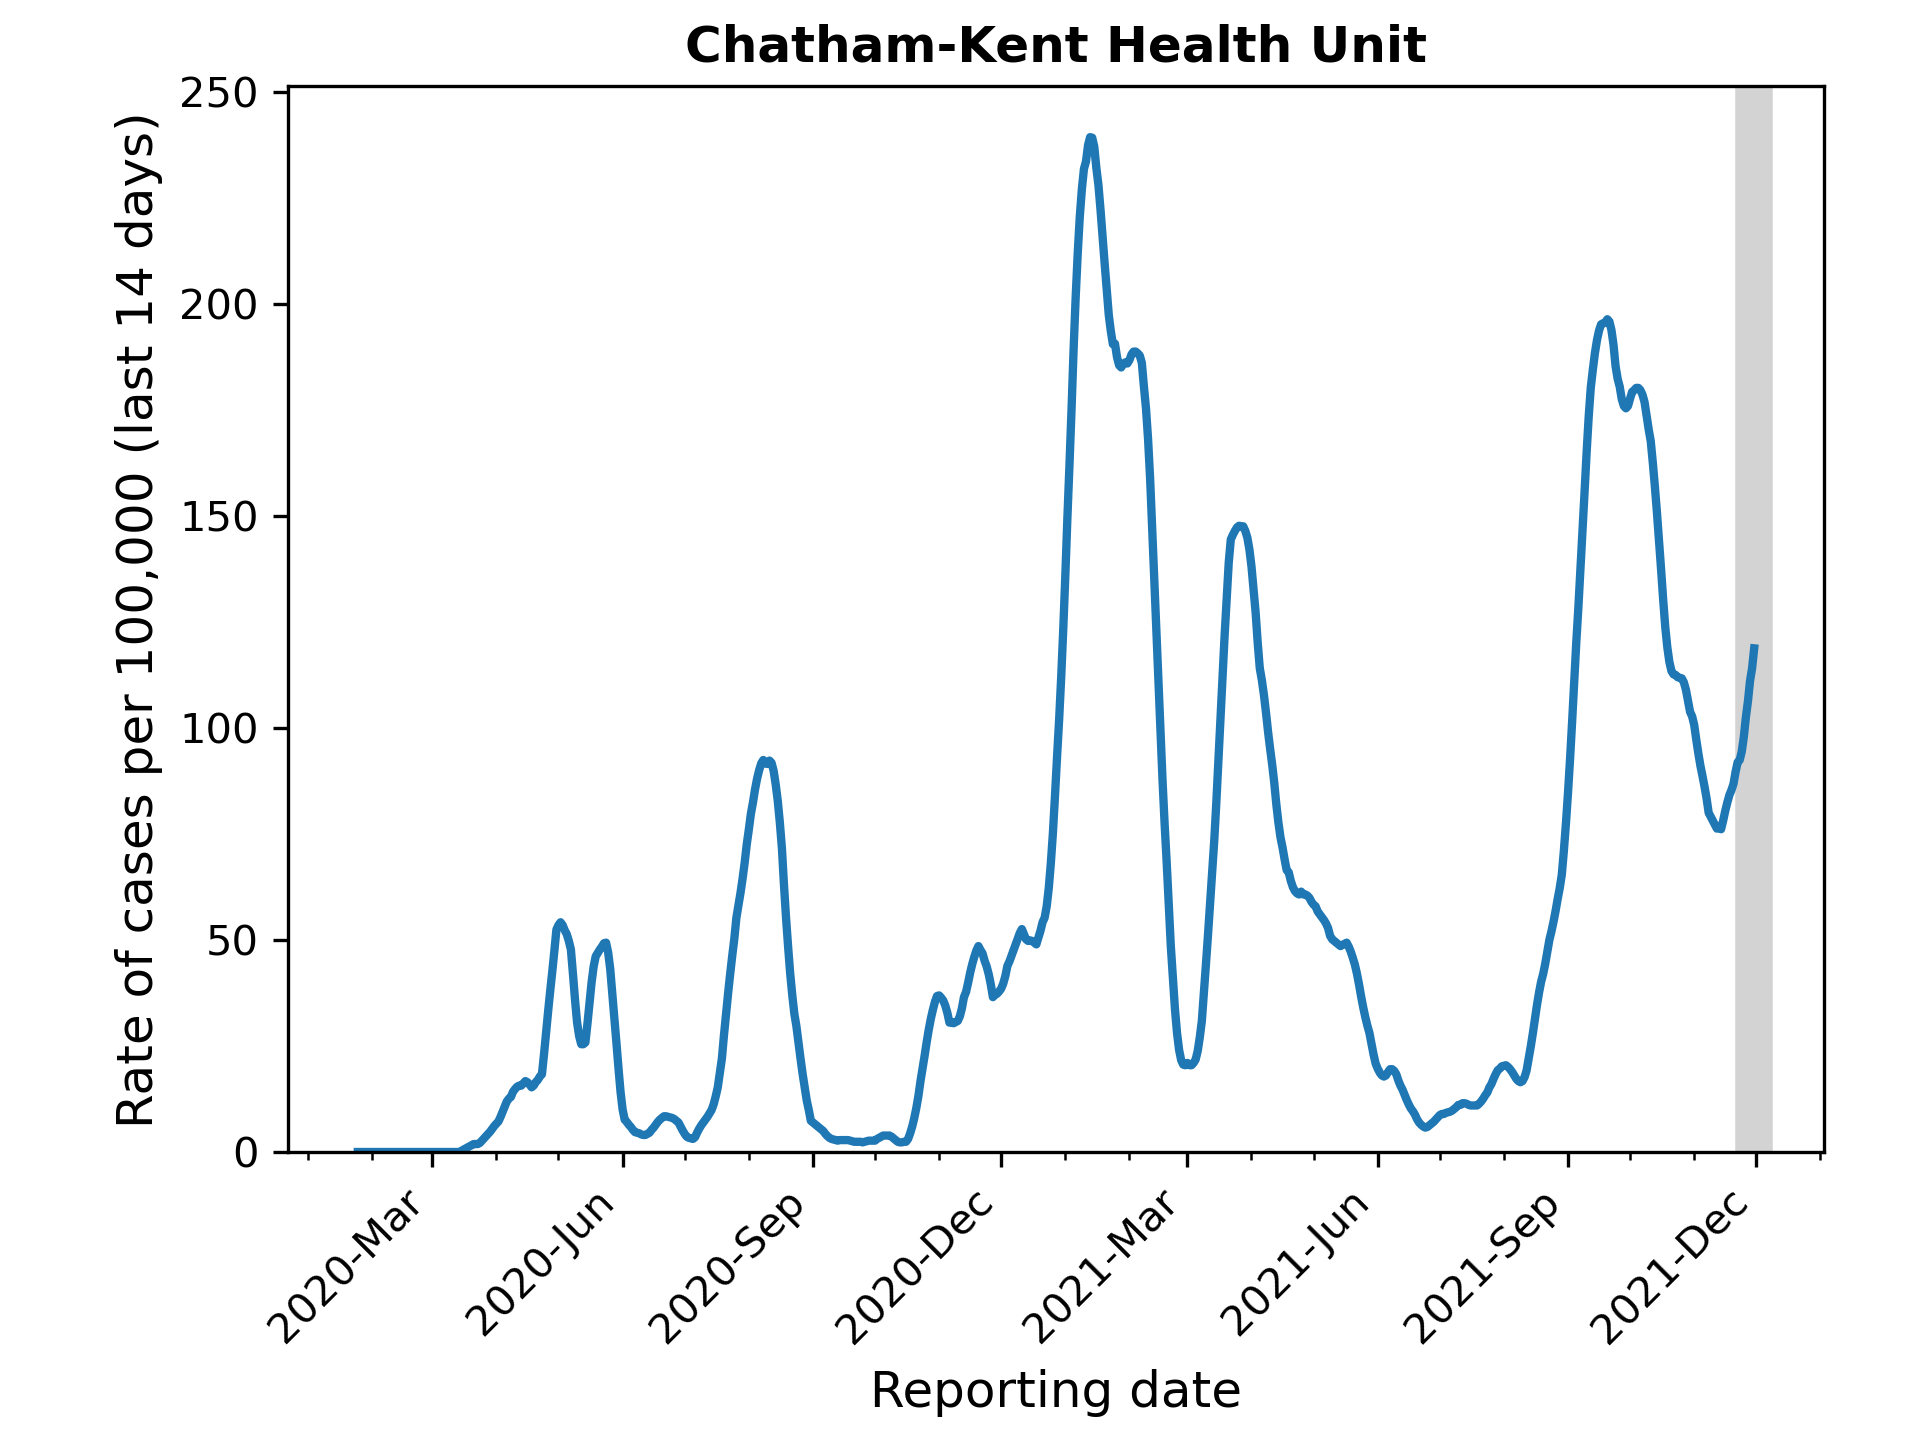 Chatham-Kent Health Unit
Rate of cases per 100,000 (last 14 days)
250
200
150
100
50
0
2020-Mar
2020-Jun
2020-Sep
2020-Dec
2021-Mar
2021-Jun
2021-Sep
2021-Dec
Reporting date